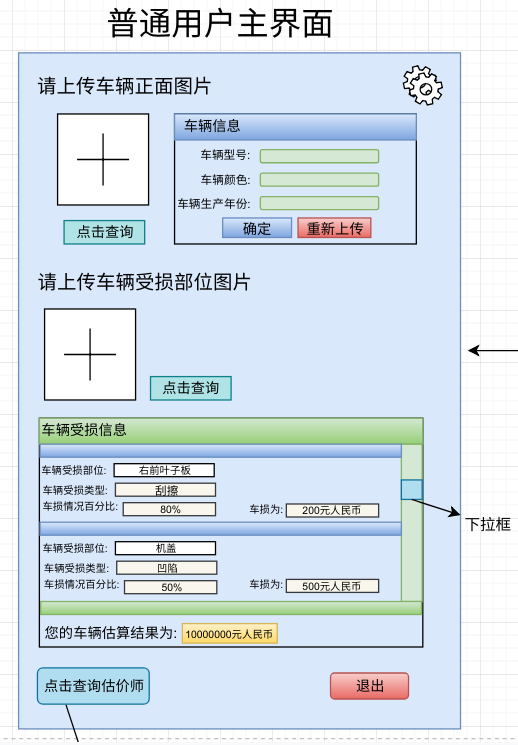 普通用户主界面
请上传车辆正面图片
车辆信息
车辆型号:
车辆颜色:
车辆生产年份:
点击查询
确定
重新上传
请上传车辆受损部位图片
点击查询
车辆受损信息
车辆受损部位: 右前叶子板
车辆受损类型: 刮擦
车损情况百分比: 80% 车损为: 200元人民币
下拉框
车辆受损部位: 机盖
车辆受损类型: 凹陷
车损情况百分比: 50% 车损为: 500元人民币
您的车辆估算结果为: 10000000元人民币
点击查询估价师
退出